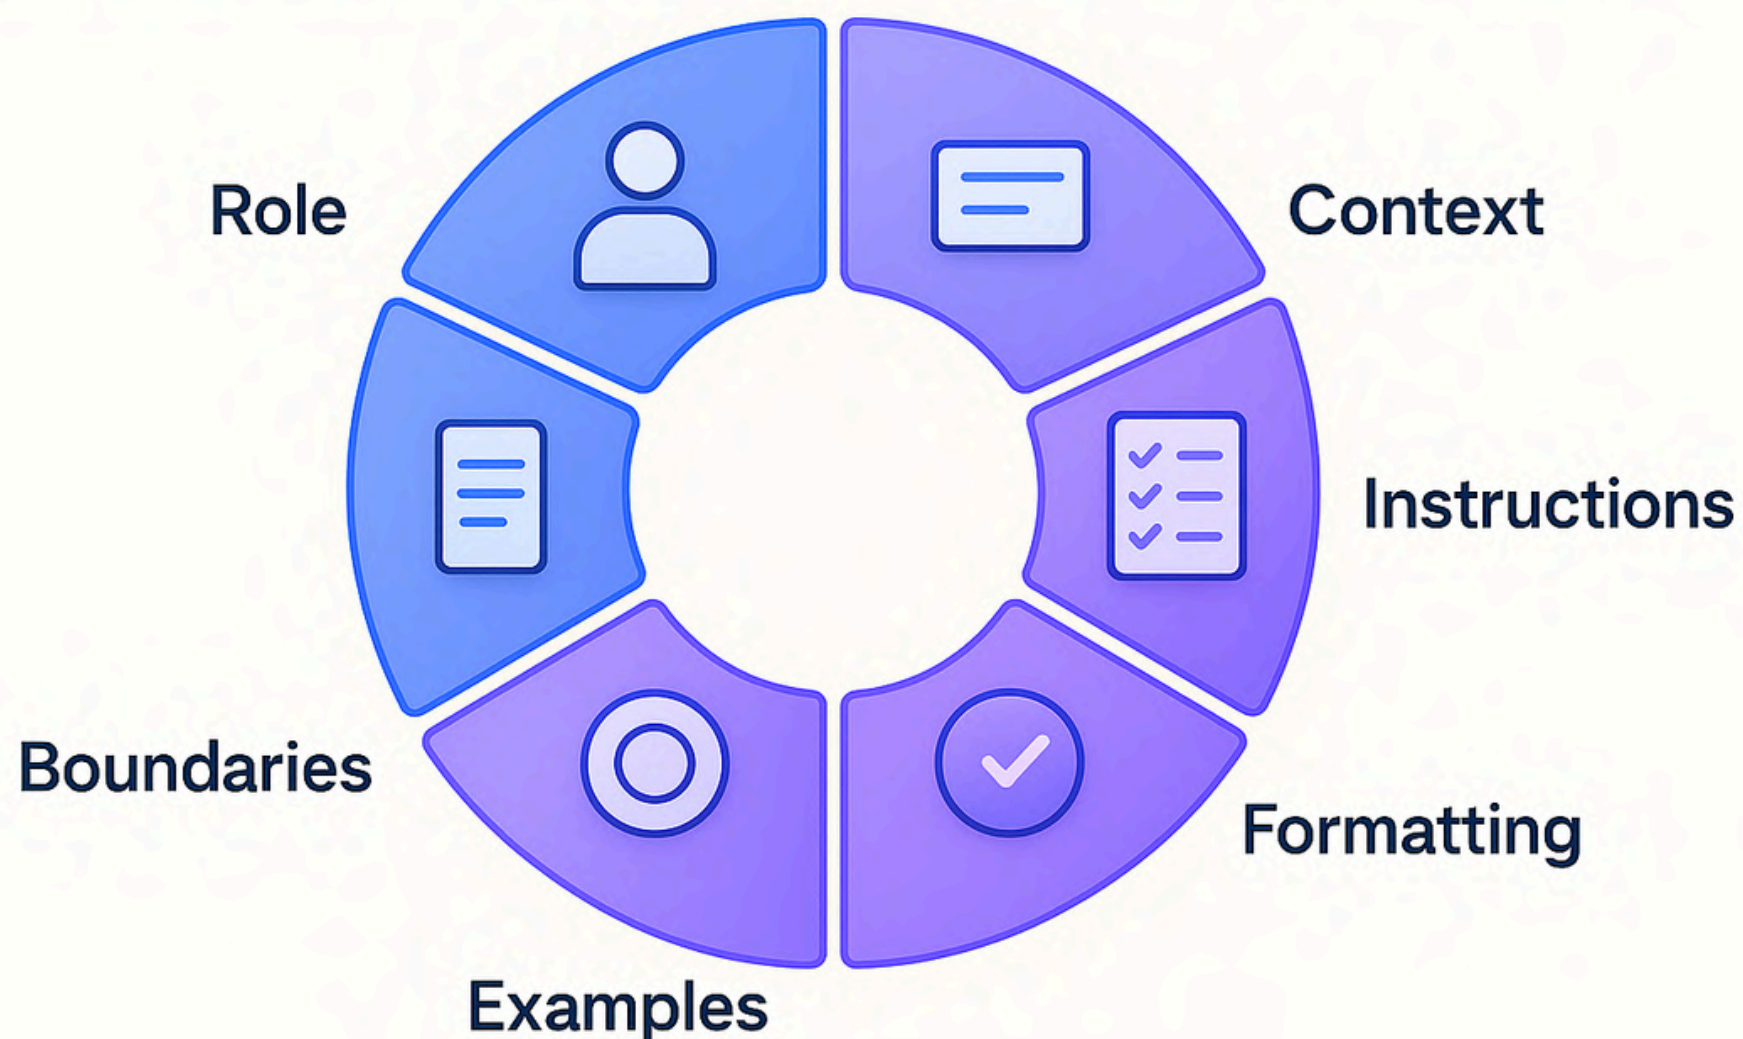 Role
Context
Instructions
Boundaries
Formatting
Examples